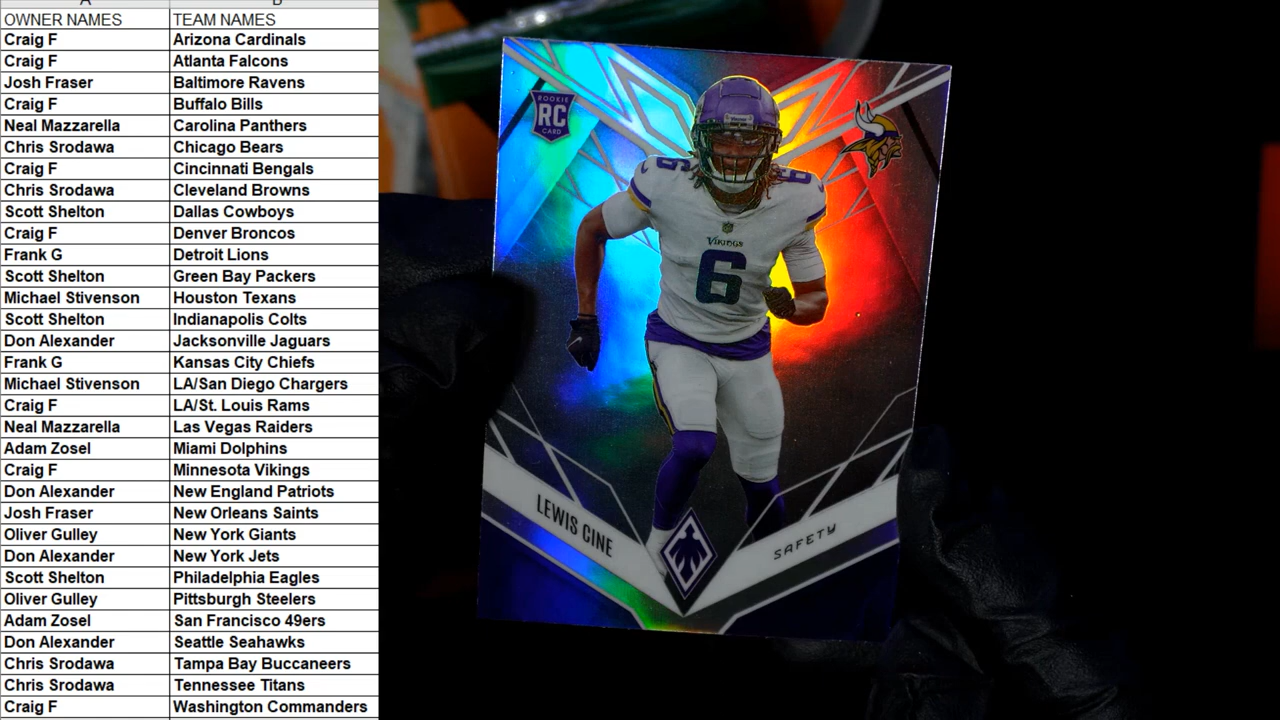 OWNER NAMES TEAM NAMES
Craig F Arizona Cardinals
Craig F Atlanta Falcons
Josh Fraser Baltimore Ravens
Craig F Buffalo Bills
Neal Mazzarella Carolina Panthers
Chris Srodawa Chicago Bears
Craig F Cincinnati Bengals
Chris Srodawa Cleveland Browns
Scott Shelton Dallas Cowboys
Craig F Denver Broncos
Frank G Detroit Lions
Scott Shelton Green Bay Packers
Michael Stivenson Houston Texans
Scott Shelton Indianapolis Colts
Don Alexander Jacksonville Jaguars
Frank G Kansas City Chiefs
Michael Stivenson LA/San Diego Chargers
Craig F LA/St. Louis Rams
Neal Mazzarella Las Vegas Raiders
Adam Zosel Miami Dolphins
Craig F Minnesota Vikings
Don Alexander New England Patriots
Josh Fraser New Orleans Saints
Oliver Gulley New York Giants
Don Alexander New York Jets
Scott Shelton Philadelphia Eagles
Oliver Gulley Pittsburgh Steelers
Adam Zosel San Francisco 49ers
Don Alexander Seattle Seahawks
Chris Srodawa Tampa Bay Buccaneers
Chris Srodawa Tennessee Titans
Craig F Washington Commanders
ROOKIE
RC
CARD
6 6
VIKINGS
6
LEWIS CINE
SAFETY